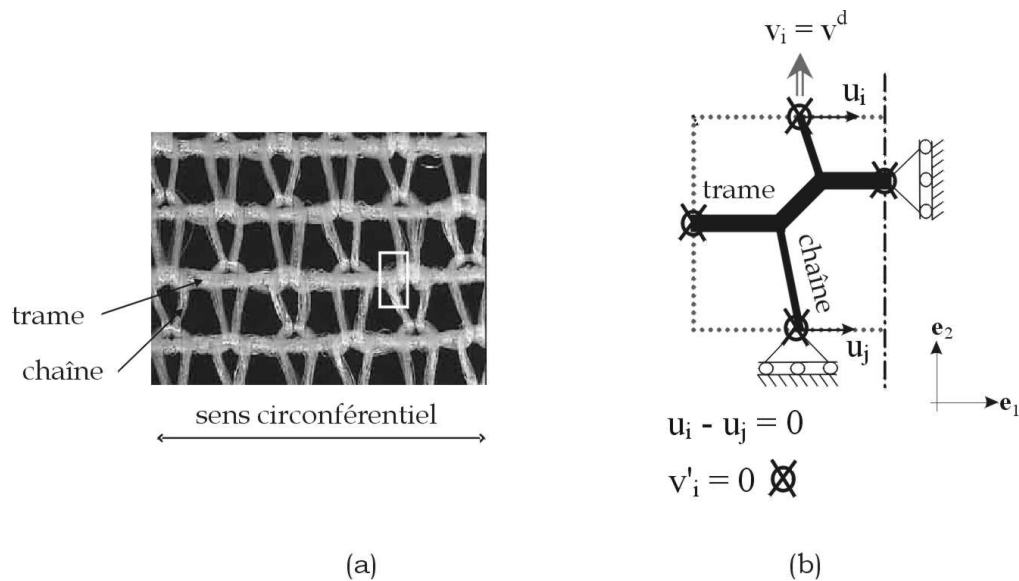 trame
chaîne
sens circonférentiel
(a)
vᵢ = vᵈ
uᵢ
trame
chaîne
uⱼ
e₂
e₁
uᵢ - uⱼ = 0
v'ᵢ = 0
(b)